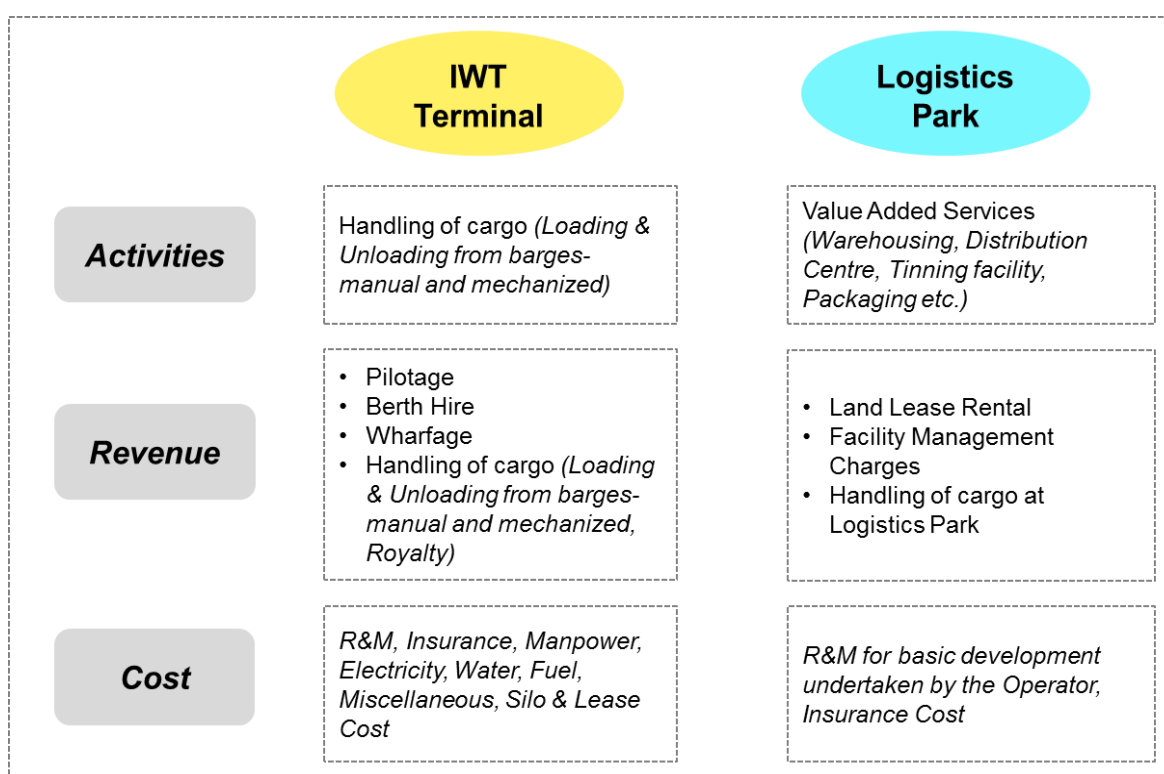 IWT
Terminal
Logistics
Park
Activities
Handling of cargo (Loading &
Unloading from barges-
manual and mechanized)
Value Added Services
(Warehousing, Distribution
Centre, Tinning facility,
Packaging etc.)
Revenue
• Pilotage
• Berth Hire
• Wharfage
• Handling of cargo (Loading
& Unloading from barges-
manual and mechanized,
Royalty)
• Land Lease Rental
• Facility Management
Charges
• Handling of cargo at
Logistics Park
Cost
R&M, Insurance, Manpower,
Electricity, Water, Fuel,
Miscellaneous, Silo & Lease
Cost
R&M for basic development
undertaken by the Operator,
Insurance Cost